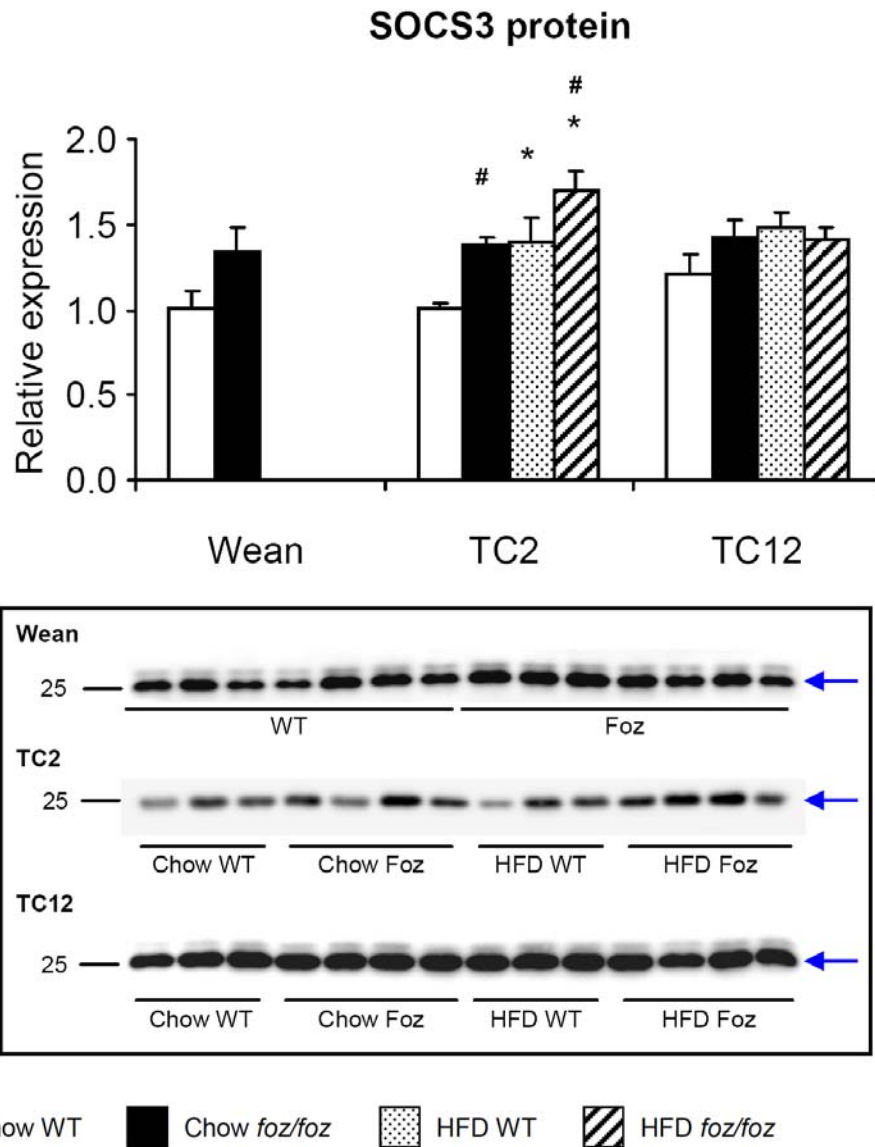 SOCS3 protein
#
*
*
#
2.0
1.5
1.0
0.5
0.0
Relative expression
Wean TC2 TC12
Wean
25
WT Foz
TC2
25
Chow WT Chow Foz HFD WT HFD Foz
TC12
25
Chow WT Chow Foz HFD WT HFD Foz
WT Chow foz/foz HFD WT HFD foz/foz